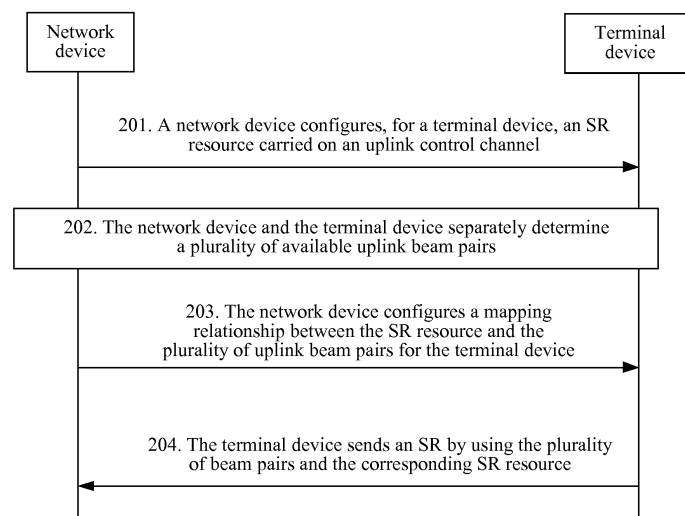 Network
device
Terminal
device
201. A network device configures, for a terminal device, an SR
resource carried on an uplink control channel
202. The network device and the terminal device separately determine
a plurality of available uplink beam pairs
203. The network device configures a mapping
relationship between the SR resource and the
plurality of uplink beam pairs for the terminal device
204. The terminal device sends an SR by using the plurality
of beam pairs and the corresponding SR resource